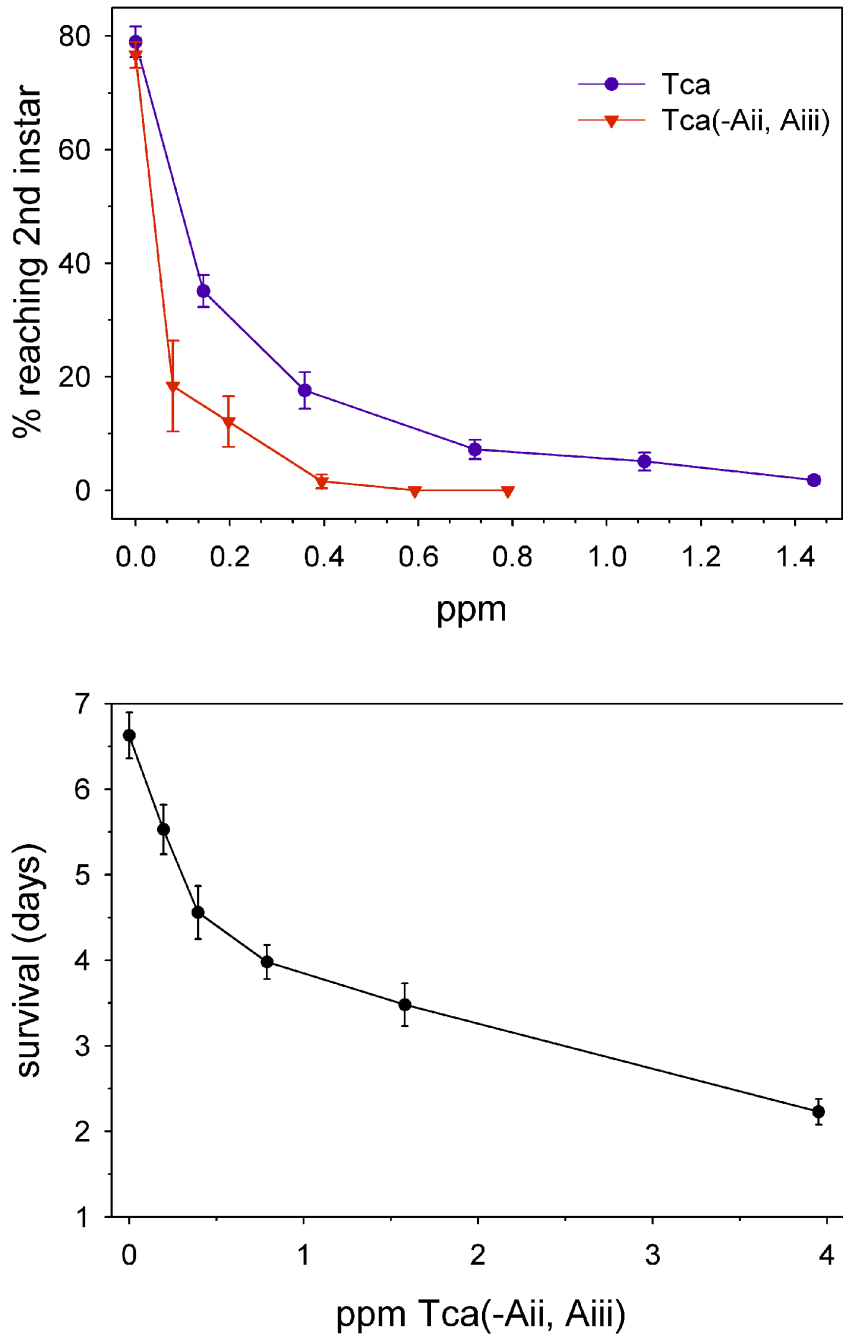 % reaching 2nd instar
80
60
40
20
0
Tca
Tca(-Aii, Aiii)
0.0 0.2 0.4 0.6 0.8 1.0 1.2 1.4
ppm
survival (days)
7
6
5
4
3
2
1
0 1 2 3 4
ppm Tca(-Aii, Aiii)